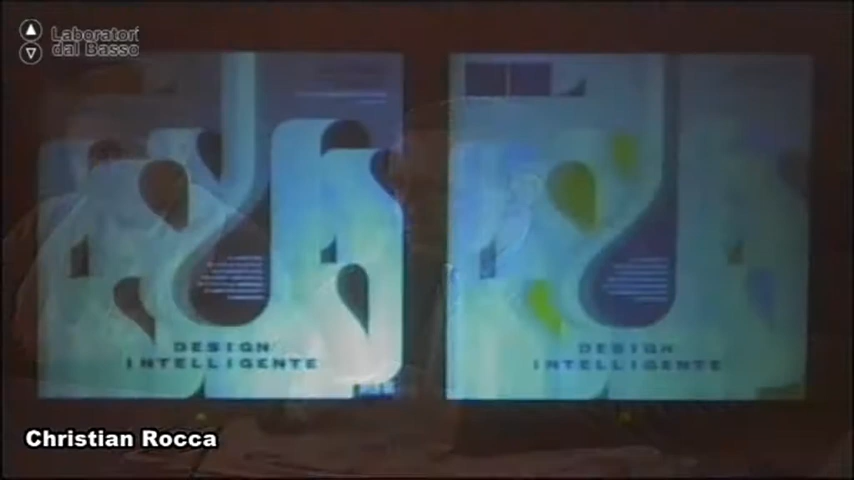 Laboratori
dal Basso
DESIGN
INTELLIGENTE
DESIGN
INTELLIGENTE
Christian Rocca